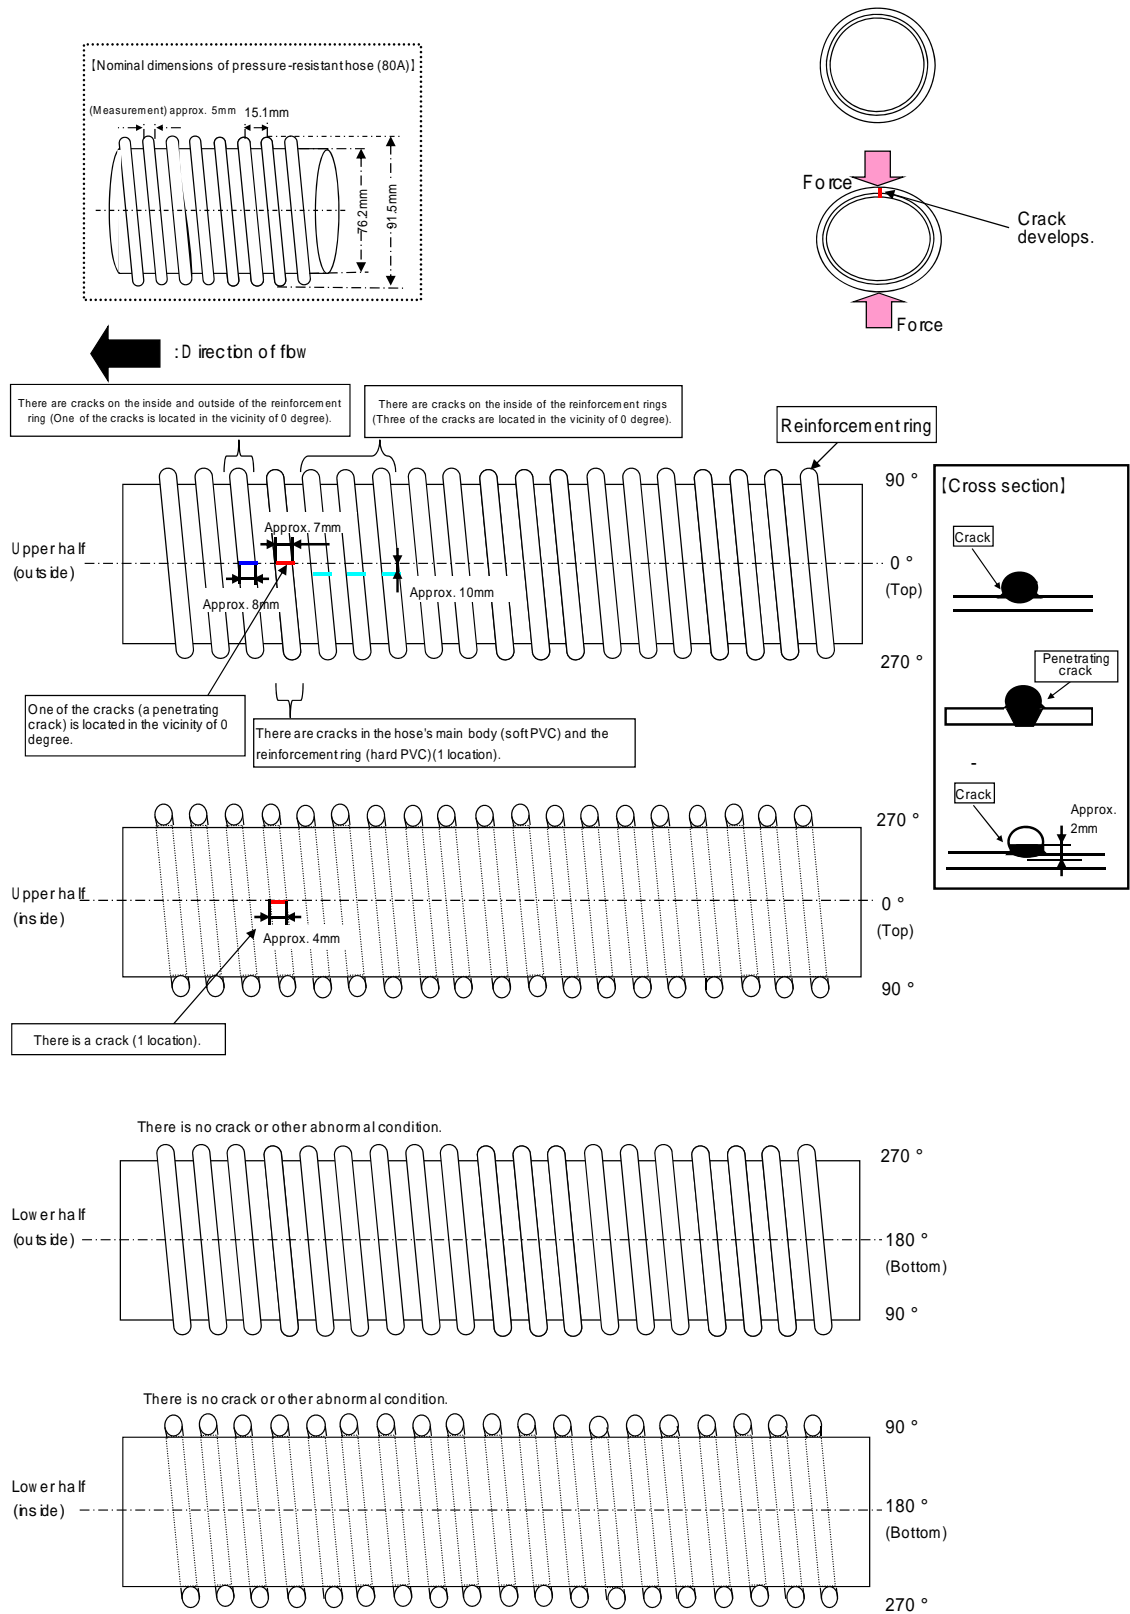 [Nominal dimensions of pressure-resistant hose (80A)]
(Measurement) approx. 5mm
15.1mm
76.2mm
91.5mm
Force
Crack
develops.
Force
:Direction of flow
There are cracks on the inside and outside of the reinforcement
ring (One of the cracks is located in the vicinity of 0 degree).
There are cracks on the inside of the reinforcement rings
(Three of the cracks are located in the vicinity of 0 degree).
Reinforcement ring
90 °
Upper half
(outside)
Approx. 7mm
Approx. 8mm
Approx. 10mm
0 °
(Top)
270 °
One of the cracks (a penetrating
crack) is located in the vicinity of 0
degree.
There are cracks in the hose's main body (soft PVC) and the
reinforcement ring (hard PVC)(1 location).
[Cross section]
Crack
Penetrating
crack
-
Crack
Approx.
2mm
270 °
Upper half
(inside)
Approx. 4mm
0 °
(Top)
90 °
There is a crack (1 location).
There is no crack or other abnormal condition.
270 °
Lower half
(outside)
180 °
(Bottom)
90 °
There is no crack or other abnormal condition.
90 °
Lower half
(inside)
180 °
(Bottom)
270 °